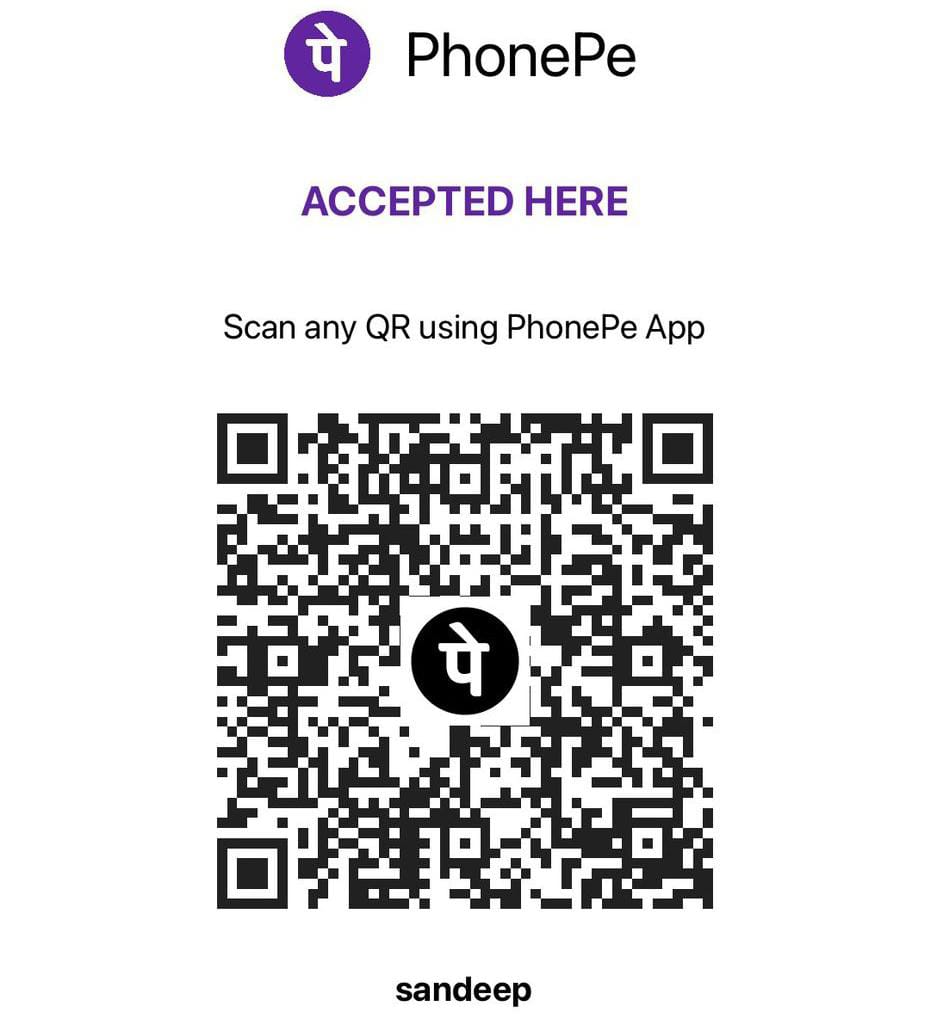 पे PhonePe
ACCEPTED HERE
Scan any QR using PhonePe App
पे
sandeep